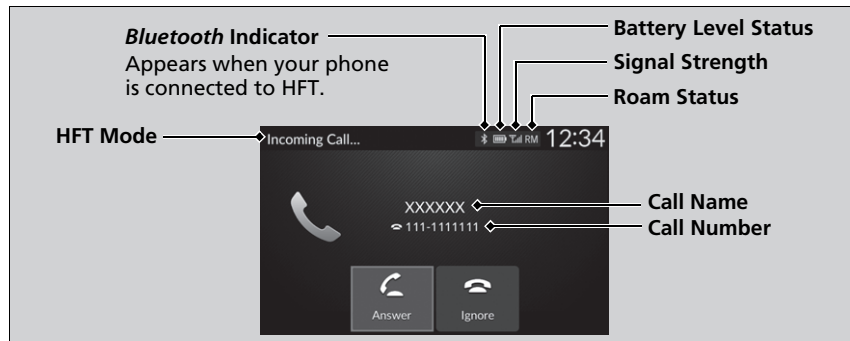 Bluetooth Indicator
Appears when your phone
is connected to HFT.
Battery Level Status
Signal Strength
Roam Status
HFT Mode
Incoming Call...
RM 12:34
XXXXXX
111-1111111
Call Name
Call Number
Answer
Ignore